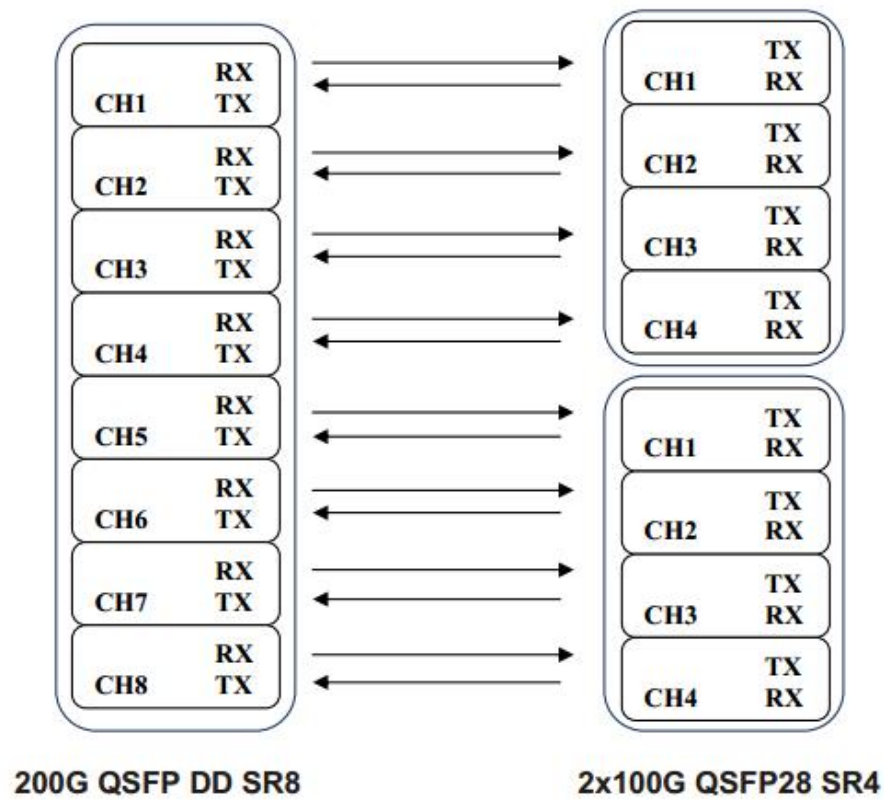 RX
CH1 TX
RX
CH2 TX
RX
CH3 TX
RX
CH4 TX
RX
CH5 TX
RX
CH6 TX
RX
CH7 TX
RX
CH8 TX
200G QSFP DD SR8
TX
CH1 RX
TX
CH2 RX
TX
CH3 RX
TX
CH4 RX
TX
CH1 RX
TX
CH2 RX
TX
CH3 RX
TX
CH4 RX
2x100G QSFP28 SR4